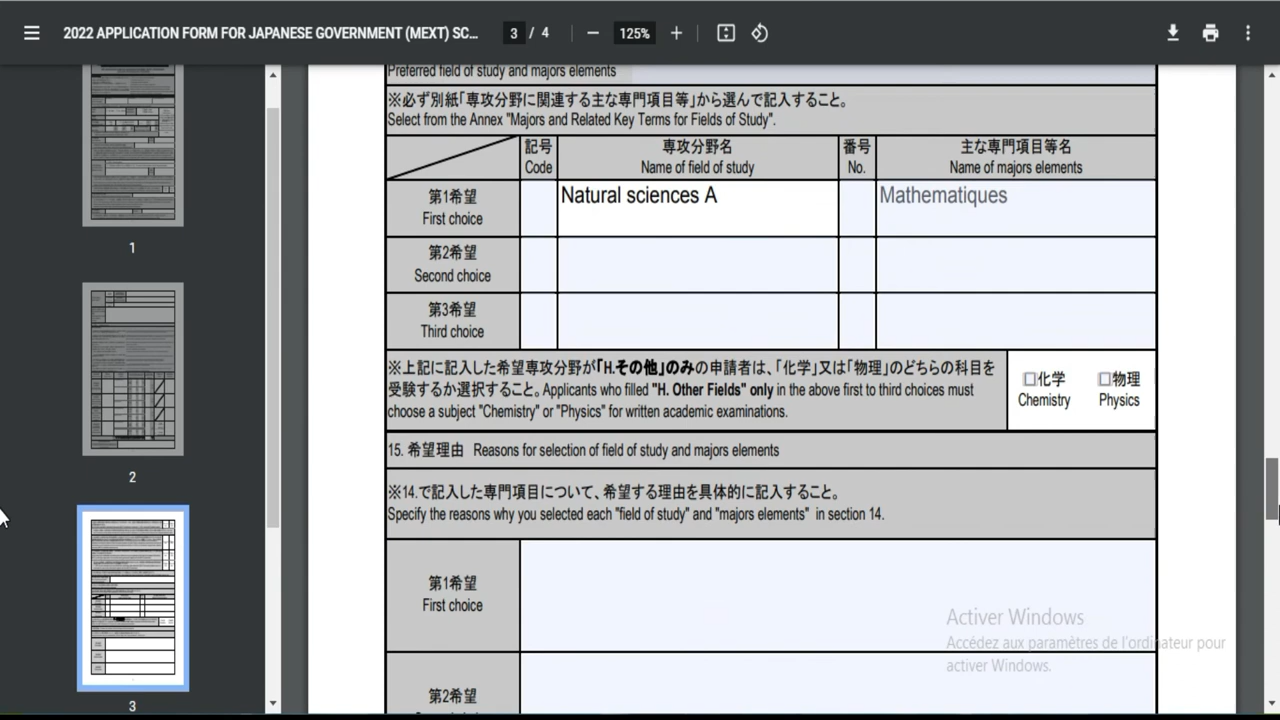 2022 APPLICATION FORM FOR JAPANESE GOVERNMENT (MEXT) SC...
3 / 4
125%
Preferred field of study and majors elements
※必ず別紙「専攻分野に関連する主な専門項目等」から選んで記入すること。
Select from the Annex "Majors and Related Key Terms for Fields of Study".
記号 専攻分野名 番号 主な専門項目等名
Code Name of field of study No. Name of majors elements
第1希望 Natural sciences A Mathematiques
First choice
第2希望
Second choice
第3希望
Third choice
※上記に記入した希望専攻分野が「H.その他」のみの申請者は、「化学」又は「物理」のどちらの科目を
受験するか選択すること。Applicants who filled "H. Other Fields" only in the above first to third choices must
choose a subject "Chemistry" or "Physics" for written academic examinations.
□化学 □物理
Chemistry Physics
15. 希望理由 Reasons for selection of field of study and majors elements
※14.で記入した専門項目について、希望する理由を具体的に記入すること。
Specify the reasons why you selected each "field of study" and "majors elements" in section 14.
第1希望
First choice
第2希望
Activer Windows
Accédez aux paramètres de l'ordinateur pour
activer Windows.
1
2
3